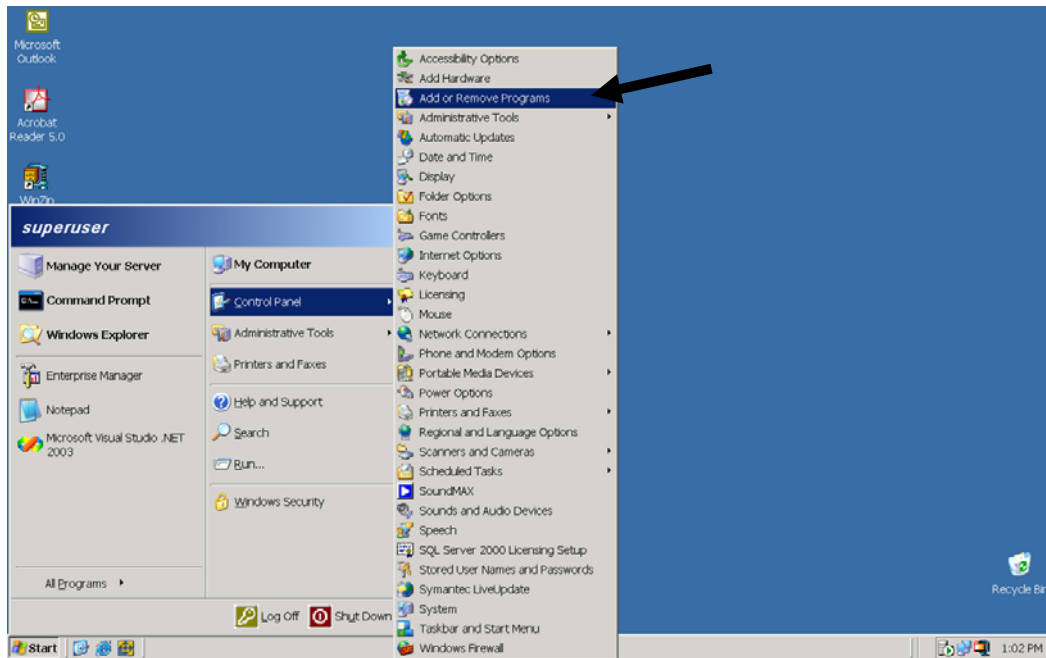 Microsoft
Outlook
Acrobat
Reader 5.0
WinZip
superuser
Manage Your Server
Command Prompt
Windows Explorer
Enterprise Manager
Notepad
Microsoft Visual Studio .NET
2003
All Programs
My Computer
Control Panel
Administrative Tools
Printers and Faxes
Help and Support
Search
Run...
Windows Security
Log Off
Shut Down
Accessibility Options
Add Hardware
Add or Remove Programs
Administrative Tools
Automatic Updates
Date and Time
Display
Folder Options
Fonts
Game Controllers
Internet Options
Keyboard
Licensing
Mouse
Network Connections
Phone and Modem Options
Portable Media Devices
Power Options
Printers and Faxes
Regional and Language Options
Scanners and Cameras
Scheduled Tasks
SoundMAX
Sounds and Audio Devices
Speech
SQL Server 2000 Licensing Setup
Stored User Names and Passwords
Symantec LiveUpdate
System
Taskbar and Start Menu
Windows Firewall
Recycle Bin
Start
1:02 PM